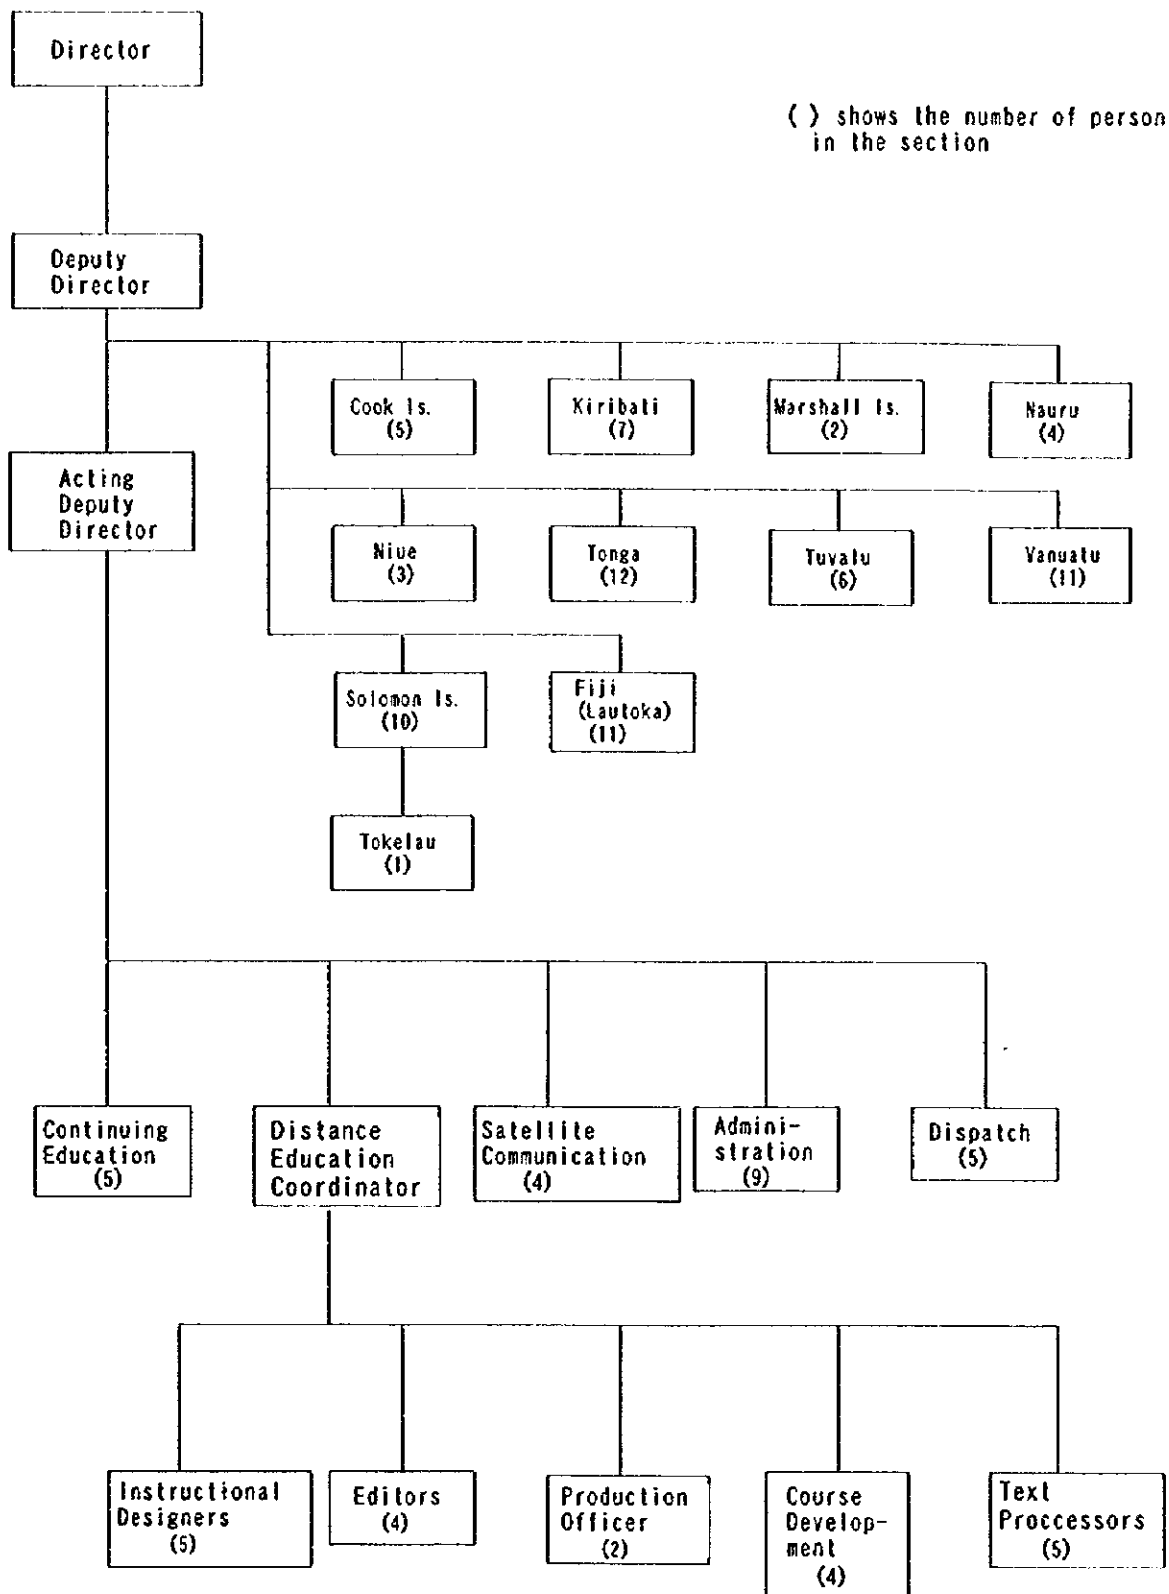 Director
( ) shows the number of person
in the section
Deputy
Director
Cook Is.
(5)
Kiribati
(7)
Marshall Is.
(2)
Nauru
(4)
Acting
Deputy
Director
Niue
(3)
Tonga
(12)
Tuvalu
(6)
Vanuatu
(11)
Solomon Is.
(10)
Fiji
(Lautoka)
(11)
Tokelau
(1)
Continuing
Education
(5)
Distance
Education
Coordinator
Satellite
Communication
(4)
Admini-
stration
(9)
Dispatch
(5)
Instructional
Designers
(5)
Editors
(4)
Production
Officer
(2)
Course
Develop-
ment
(4)
Text
Proccessors
(5)